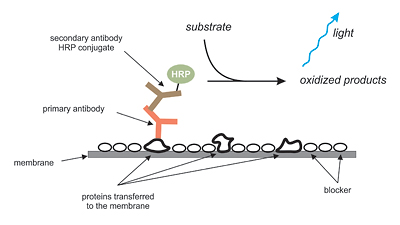 substrate
light
secondary antibody
HRP conjugate
HRP
oxidized products
primary antibody
membrane
proteins transferred
to the membrane
blocker